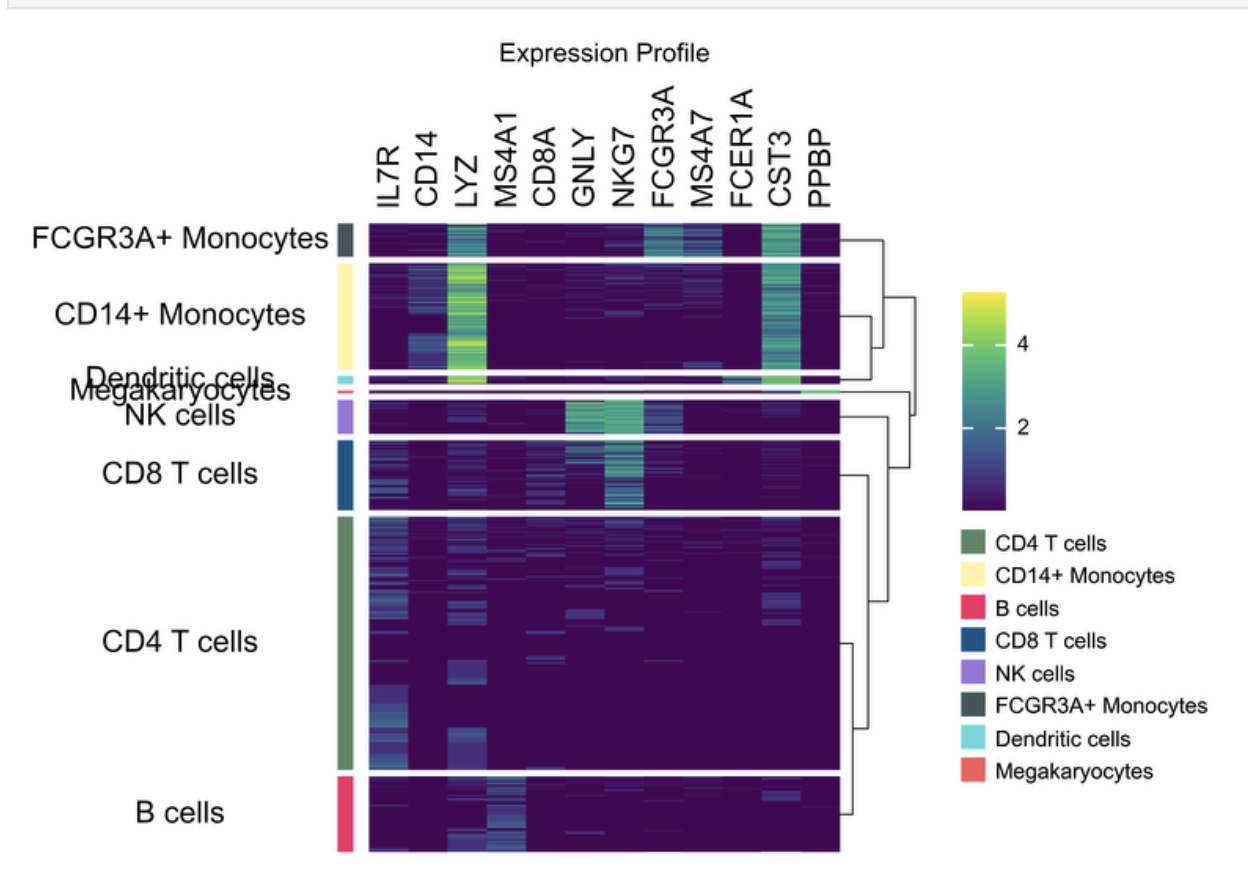 Expression Profile
IL7R
CD14
LYZ
MS4A1
CD8A
GNLY
NKG7
FCGR3A
MS4A7
FCER1A
CST3
PPBP
FCGR3A+ Monocytes
CD14+ Monocytes
Dendritic cells
Megakaryocytes
NK cells
CD8 T cells
CD4 T cells
B cells
4
2
CD4 T cells
CD14+ Monocytes
B cells
CD8 T cells
NK cells
FCGR3A+ Monocytes
Dendritic cells
Megakaryocytes